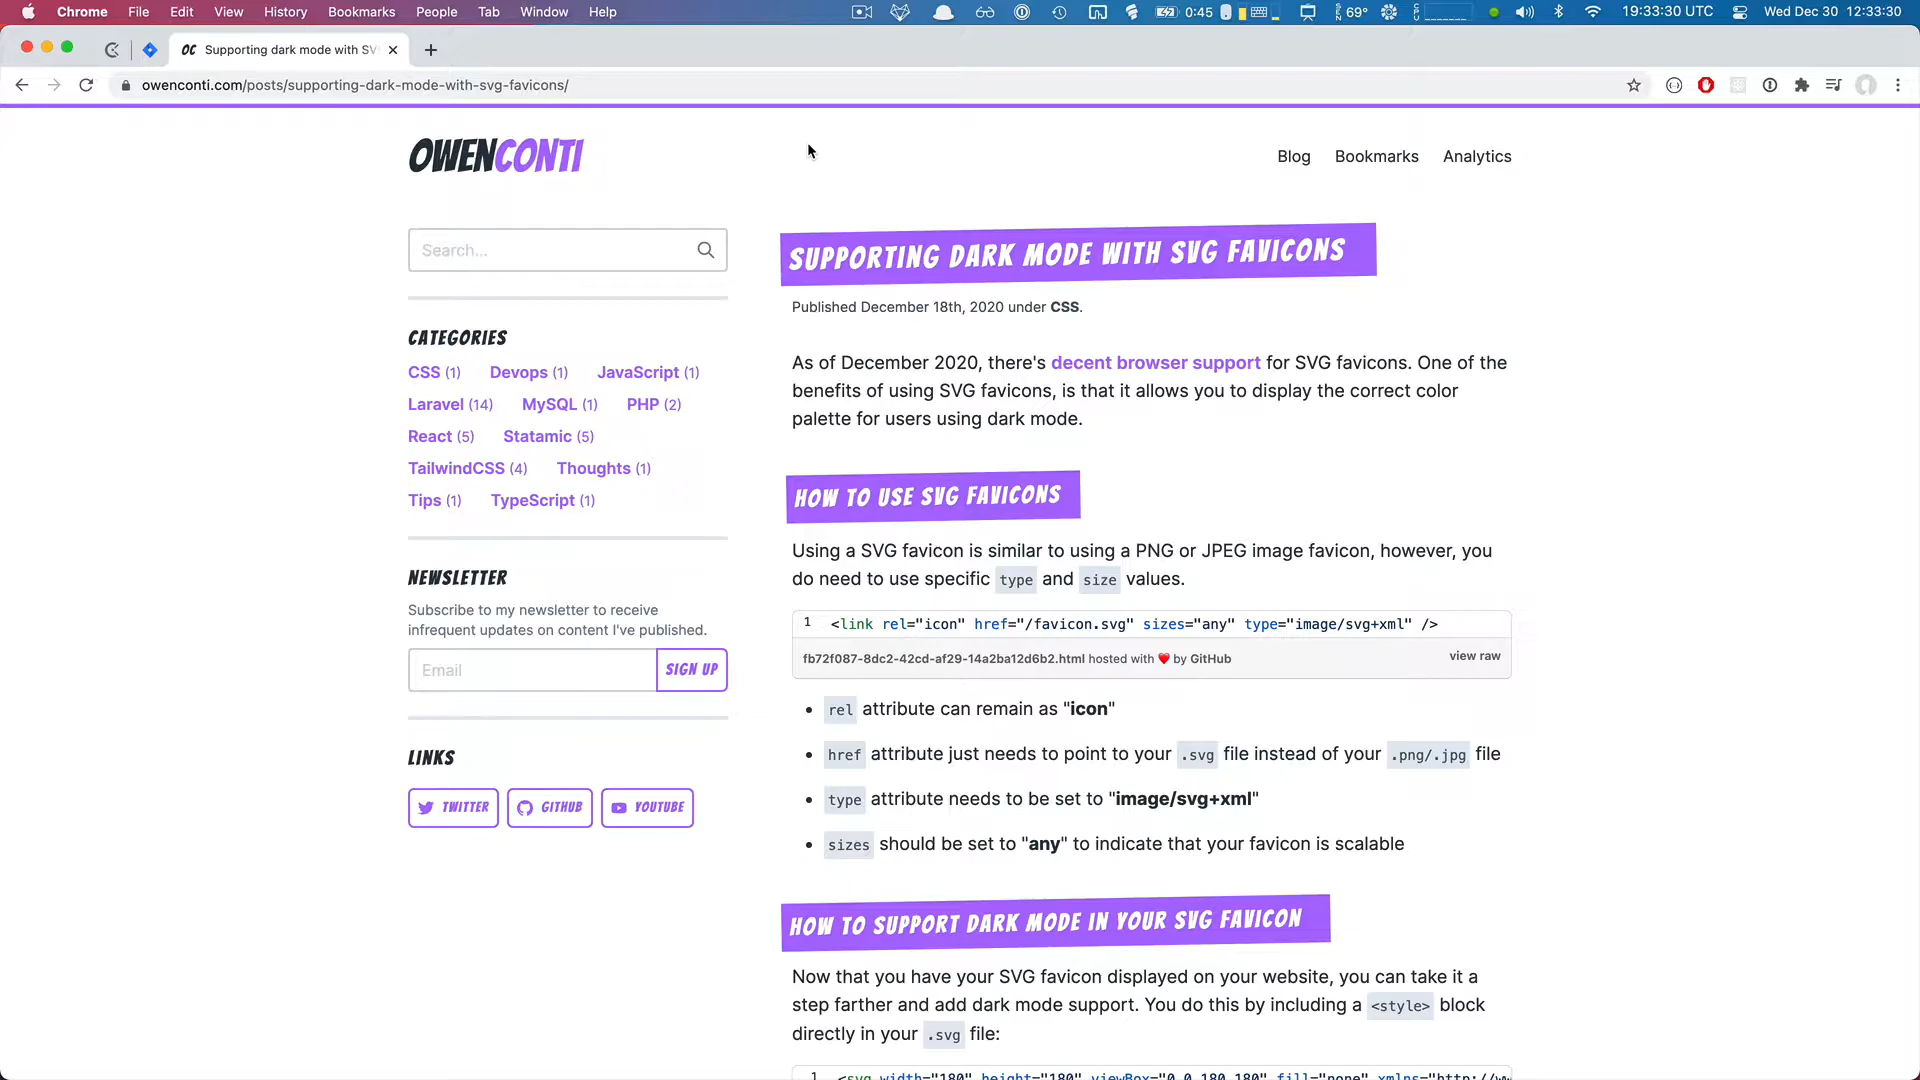 Chrome File Edit View History Bookmarks People Tab Window Help
0:45 69° 19:33:30 UTC Wed Dec 30 12:33:30
OC Supporting dark mode with SV
owenconti.com/posts/supporting-dark-mode-with-svg-favicons/
OWENCONTI
Blog Bookmarks Analytics
Search...
CATEGORIES
CSS (1) Devops (1) JavaScript (1)
Laravel (14) MySQL (1) PHP (2)
React (5) Statamic (5)
TailwindCSS (4) Thoughts (1)
Tips (1) TypeScript (1)
NEWSLETTER
Subscribe to my newsletter to receive
infrequent updates on content I've published.
Email SIGN UP
LINKS
TWITTER GITHUB YOUTUBE
SUPPORTING DARK MODE WITH SVG FAVICONS
Published December 18th, 2020 under CSS.
As of December 2020, there's decent browser support for SVG favicons. One of the
benefits of using SVG favicons, is that it allows you to display the correct color
palette for users using dark mode.
HOW TO USE SVG FAVICONS
Using a SVG favicon is similar to using a PNG or JPEG image favicon, however, you
do need to use specific type and size values.
1 <link rel="icon" href="/favicon.svg" sizes="any" type="image/svg+xml" />
fb72f087-8dc2-42cd-af29-14a2ba12d6b2.html hosted with ❤ by GitHub view raw
• rel attribute can remain as "icon"
• href attribute just needs to point to your .svg file instead of your .png/.jpg file
• type attribute needs to be set to "image/svg+xml"
• sizes should be set to "any" to indicate that your favicon is scalable
HOW TO SUPPORT DARK MODE IN YOUR SVG FAVICON
Now that you have your SVG favicon displayed on your website, you can take it a
step farther and add dark mode support. You do this by including a <style> block
directly in your .svg file:
1 <svg width="180" height="180" viewBox="0 0 180 180" fill="none" xmlns="http://w